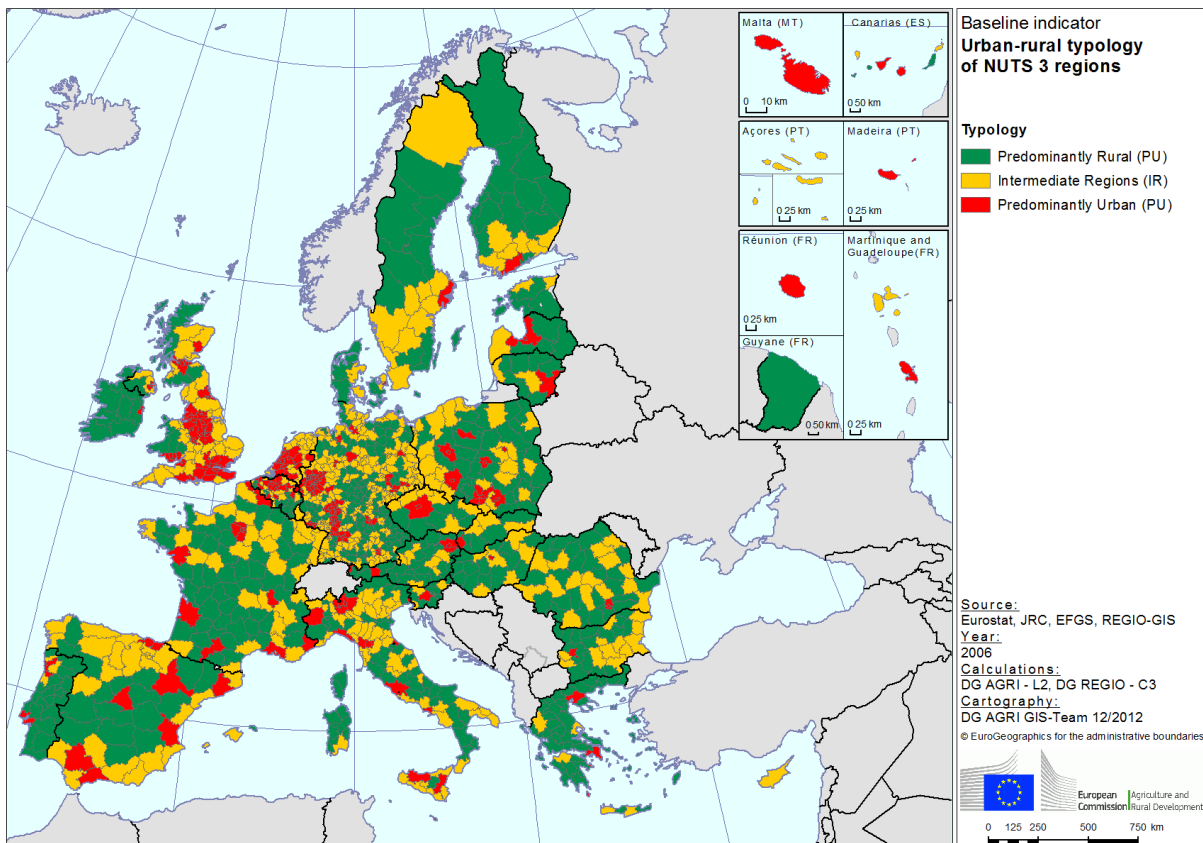 Malta (MT)
0 10 km
Canarias (ES)
0 50 km
Açores (PT)
0 25 km
Madeira (PT)
0 25 km
Réunion (FR)
0 25 km
Martinique and
Guadeloupe(FR)
0 25 km
Guyane (FR)
0 50 km
Baseline indicator
Urban-rural typology
of NUTS 3 regions
Typology
Predominantly Rural (PU)
Intermediate Regions (IR)
Predominantly Urban (PU)
Source:
Eurostat, JRC, EFGS, REGIO-GIS
Year:
2006
Calculations:
DG AGRI - L2, DG REGIO - C3
Cartography:
DG AGRI GIS-Team 12/2012
© EuroGeographics for the administrative boundaries
European
Commission
Agriculture and
Rural Development
0 125 250 500 750 km